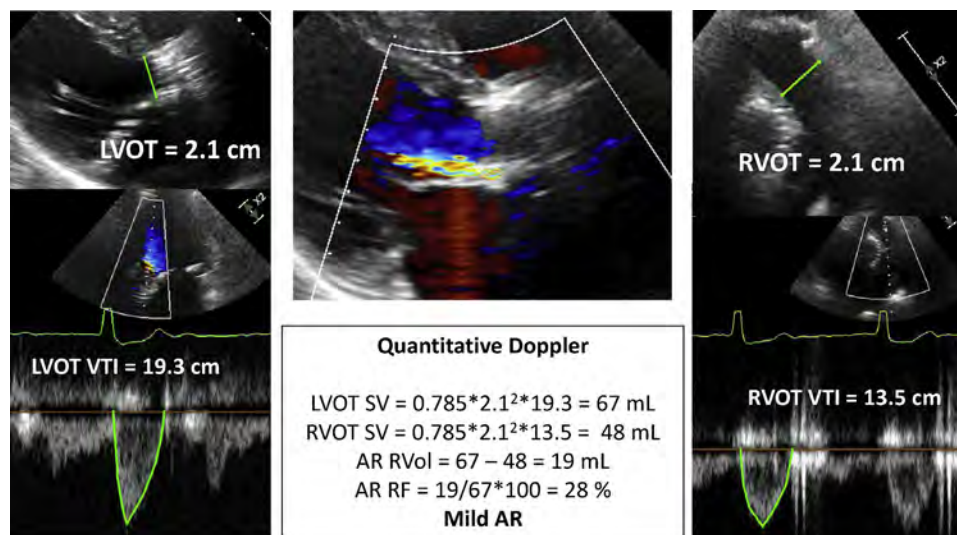 LVOT = 2.1 cm
RVOT = 2.1 cm
X2
X2
LVOT VTI = 19.3 cm
RVOT VTI = 13.5 cm
Quantitative Doppler
LVOT SV = 0.785*2.1²*19.3 = 67 mL
RVOT SV = 0.785*2.1²*13.5 = 48 mL
AR RVol = 67 – 48 = 19 mL
AR RF = 19/67*100 = 28 %
Mild AR